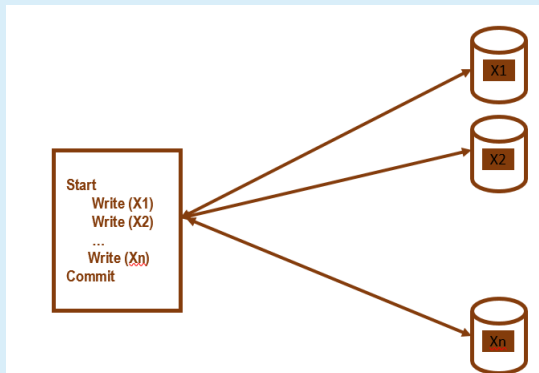 Start
Write (X1)
Write (X2)
...
Write (Xn)
Commit
X1
X2
Xn